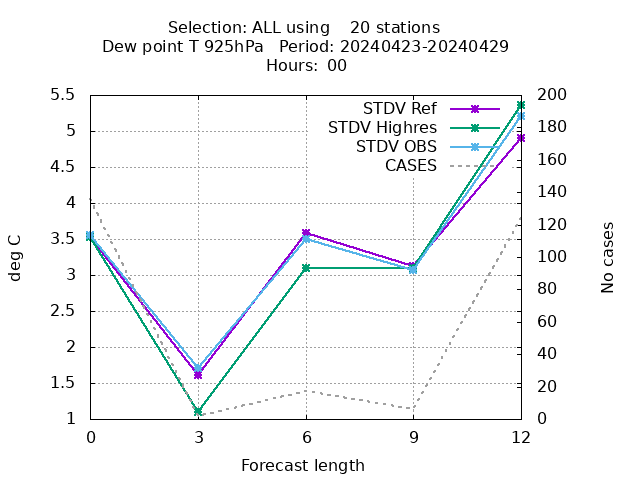 Selection: ALL using    20 stations
Dew point T 925hPa   Period: 20240423-20240429
Hours: 00
STDV Ref
STDV Highres
STDV OBS
CASES
5.5
5
4.5
4
3.5
3
2.5
2
1.5
1
200
180
160
140
120
100
80
60
40
20
0
deg C
No cases
0 3 6 9 12
Forecast length